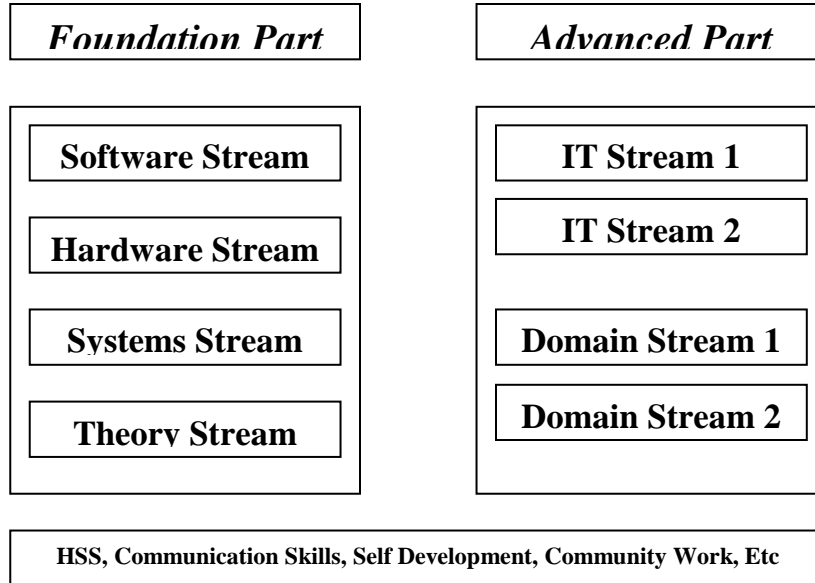 Foundation Part
Advanced Part
Software Stream
Hardware Stream
Systems Stream
Theory Stream
IT Stream 1
IT Stream 2
Domain Stream 1
Domain Stream 2
HSS, Communication Skills, Self Development, Community Work, Etc